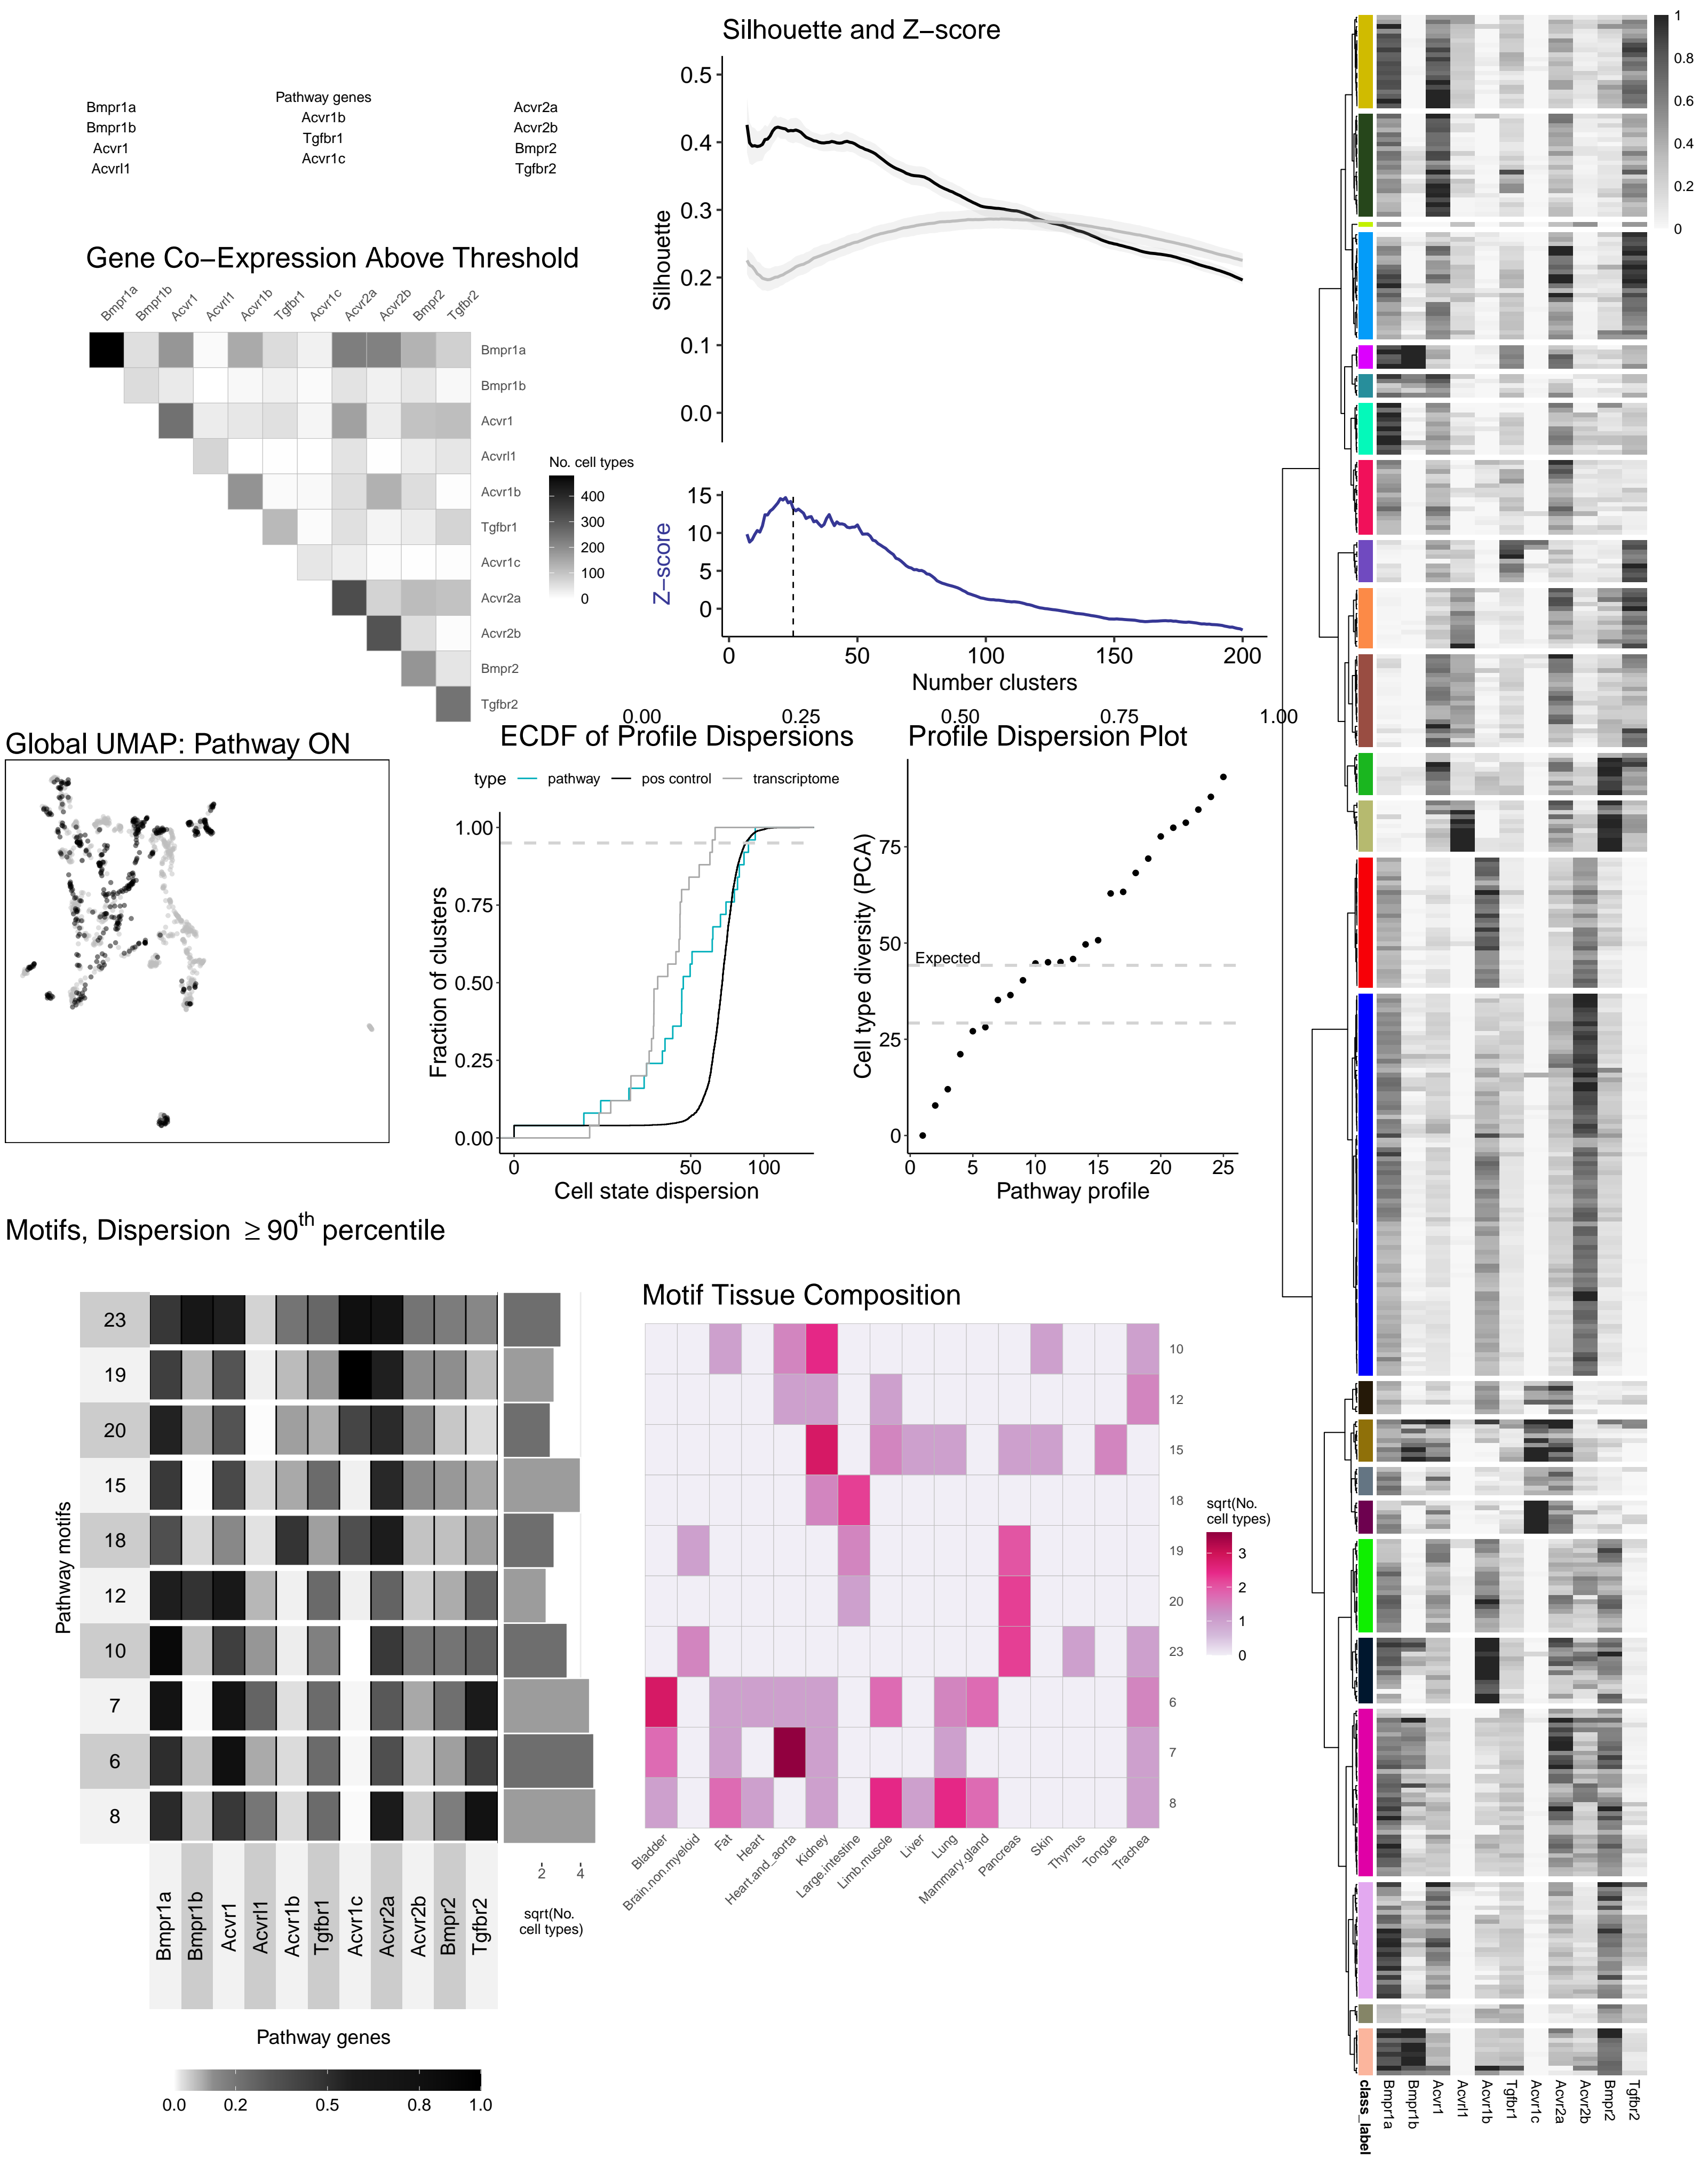 Silhouette and Z−score
Pathway genes
Bmpr1a Acvr1b Acvr2a
Bmpr1b Tgfbr1 Acvr2b
Acvr1 Acvr1c Bmpr2
Acvrl1 Tgfbr2
0.5
0.4
0.3
0.2
0.1
0.0
Silhouette
15
10
5
0
Z−score
0 50 100 150 200
Number clusters
Gene Co−Expression Above Threshold
Bmpr1a Bmpr1b Acvr1 Acvrl1 Acvr1b Tgfbr1 Acvr1c Acvr2a Acvr2b Bmpr2 Tgfbr2
Bmpr1a
Bmpr1b
Acvr1
Acvrl1
Acvr1b
Tgfbr1
Acvr1c
Acvr2a
Acvr2b
Bmpr2
Tgfbr2
No. cell types
400
300
200
100
0
0.00 0.25 0.50 0.75 1.00
Global UMAP: Pathway ON
ECDF of Profile Dispersions
type pathway pos control transcriptome
1.00
0.75
0.50
0.25
0.00
Fraction of clusters
0 50 100
Cell state dispersion
Profile Dispersion Plot
75
50
25
0
Cell type diversity (PCA)
Expected
0 5 10 15 20 25
Pathway profile
Motifs, Dispersion ≥ 90th percentile
Pathway motifs
23
19
20
15
18
12
10
7
6
8
2 4
sqrt(No.
cell types)
Bmpr1a Bmpr1b Acvr1 Acvrl1 Acvr1b Tgfbr1 Acvr1c Acvr2a Acvr2b Bmpr2 Tgfbr2
Pathway genes
0.0 0.2 0.5 0.8 1.0
Motif Tissue Composition
10
12
15
18
19
20
23
6
7
8
Bladder Brain.non.myeloid Fat Heart Heart.and_aorta Kidney Large.intestine Limb.muscle Liver Lung Mammary.gland Pancreas Skin Thymus Tongue Trachea
sqrt(No.
cell types)
3
2
1
0
1
0.8
0.6
0.4
0.2
0
class_label Bmpr1a Bmpr1b Acvr1 Acvrl1 Acvr1b Tgfbr1 Acvr1c Acvr2a Acvr2b Bmpr2 Tgfbr2